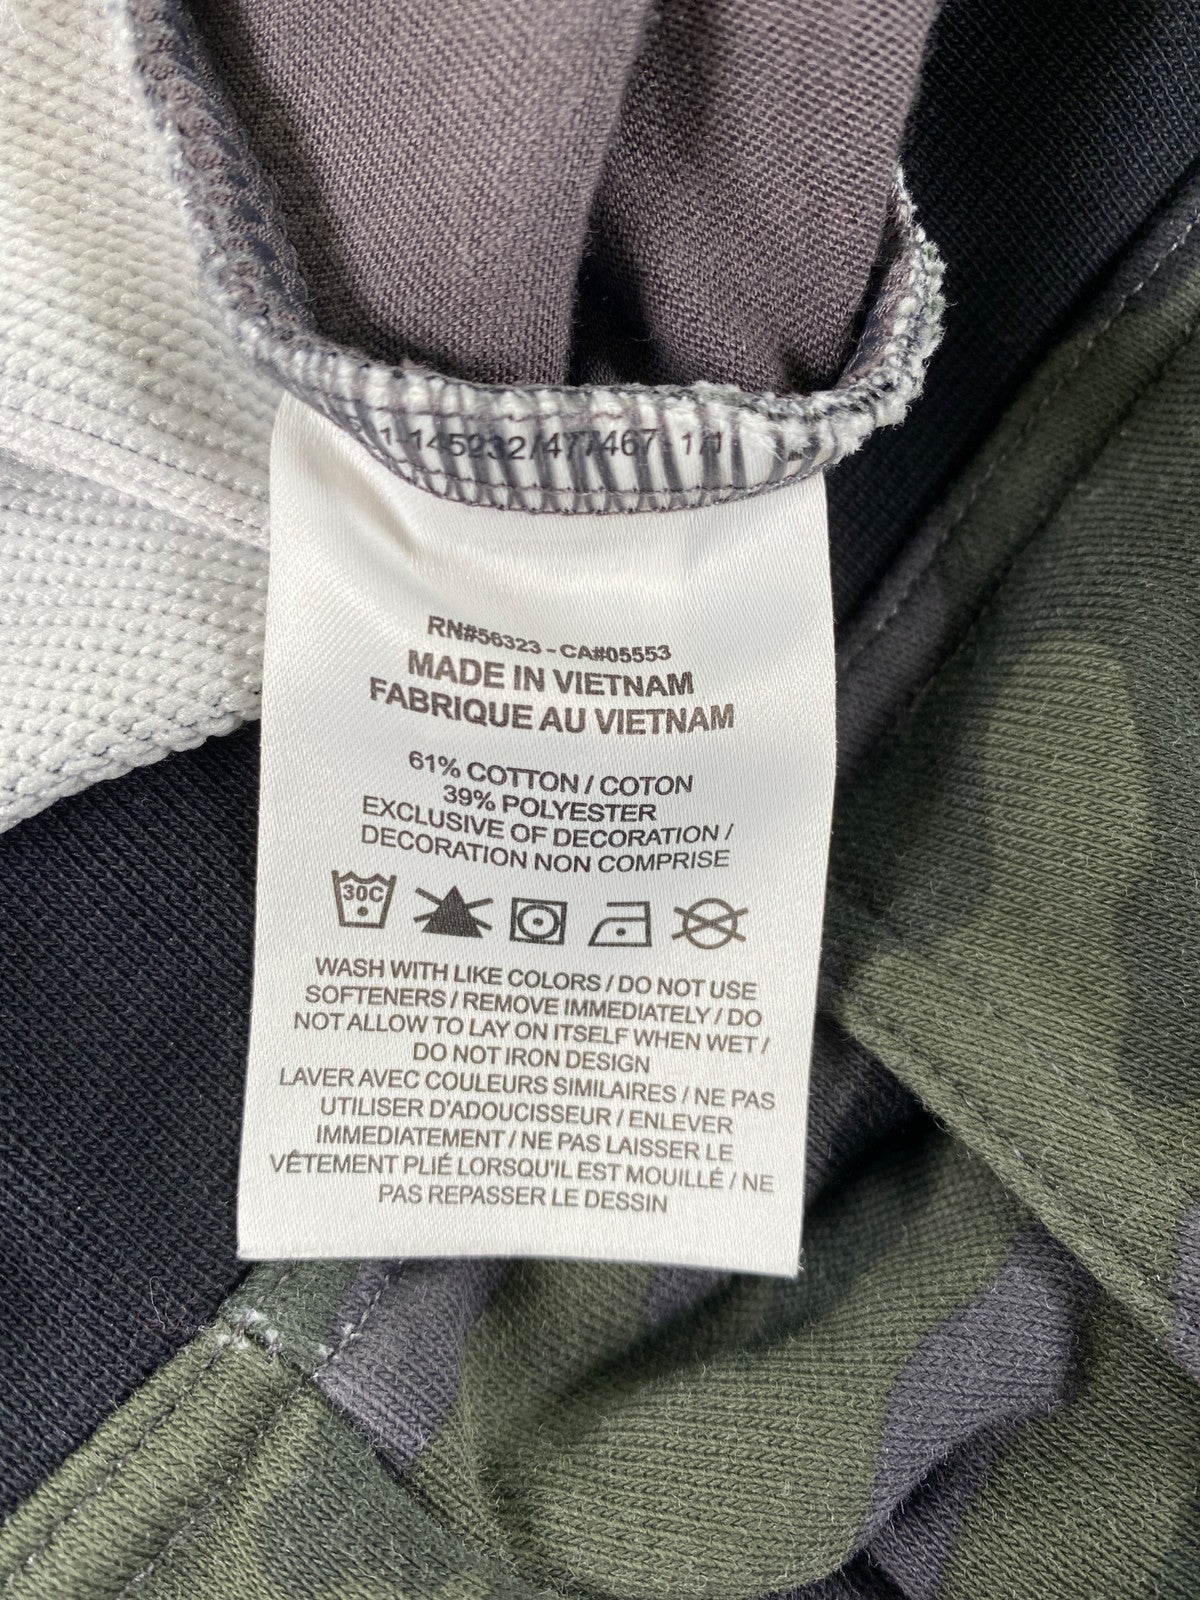 1-145232/477467-1/1
RN#56323 - CA#05553
MADE IN VIETNAM
FABRIQUE AU VIETNAM
61% COTTON / COTON
39% POLYESTER
EXCLUSIVE OF DECORATION /
DECORATION NON COMPRISE
30C
WASH WITH LIKE COLORS / DO NOT USE
SOFTENERS / REMOVE IMMEDIATELY / DO
NOT ALLOW TO LAY ON ITSELF WHEN WET /
DO NOT IRON DESIGN
LAVER AVEC COULEURS SIMILAIRES / NE PAS
UTILISER D'ADOUCISSEUR / ENLEVER
IMMEDIATEMENT / NE PAS LAISSER LE
VÊTEMENT PLIÉ LORSQU'IL EST MOUILLÉ / NE
PAS REPASSER LE DESSIN